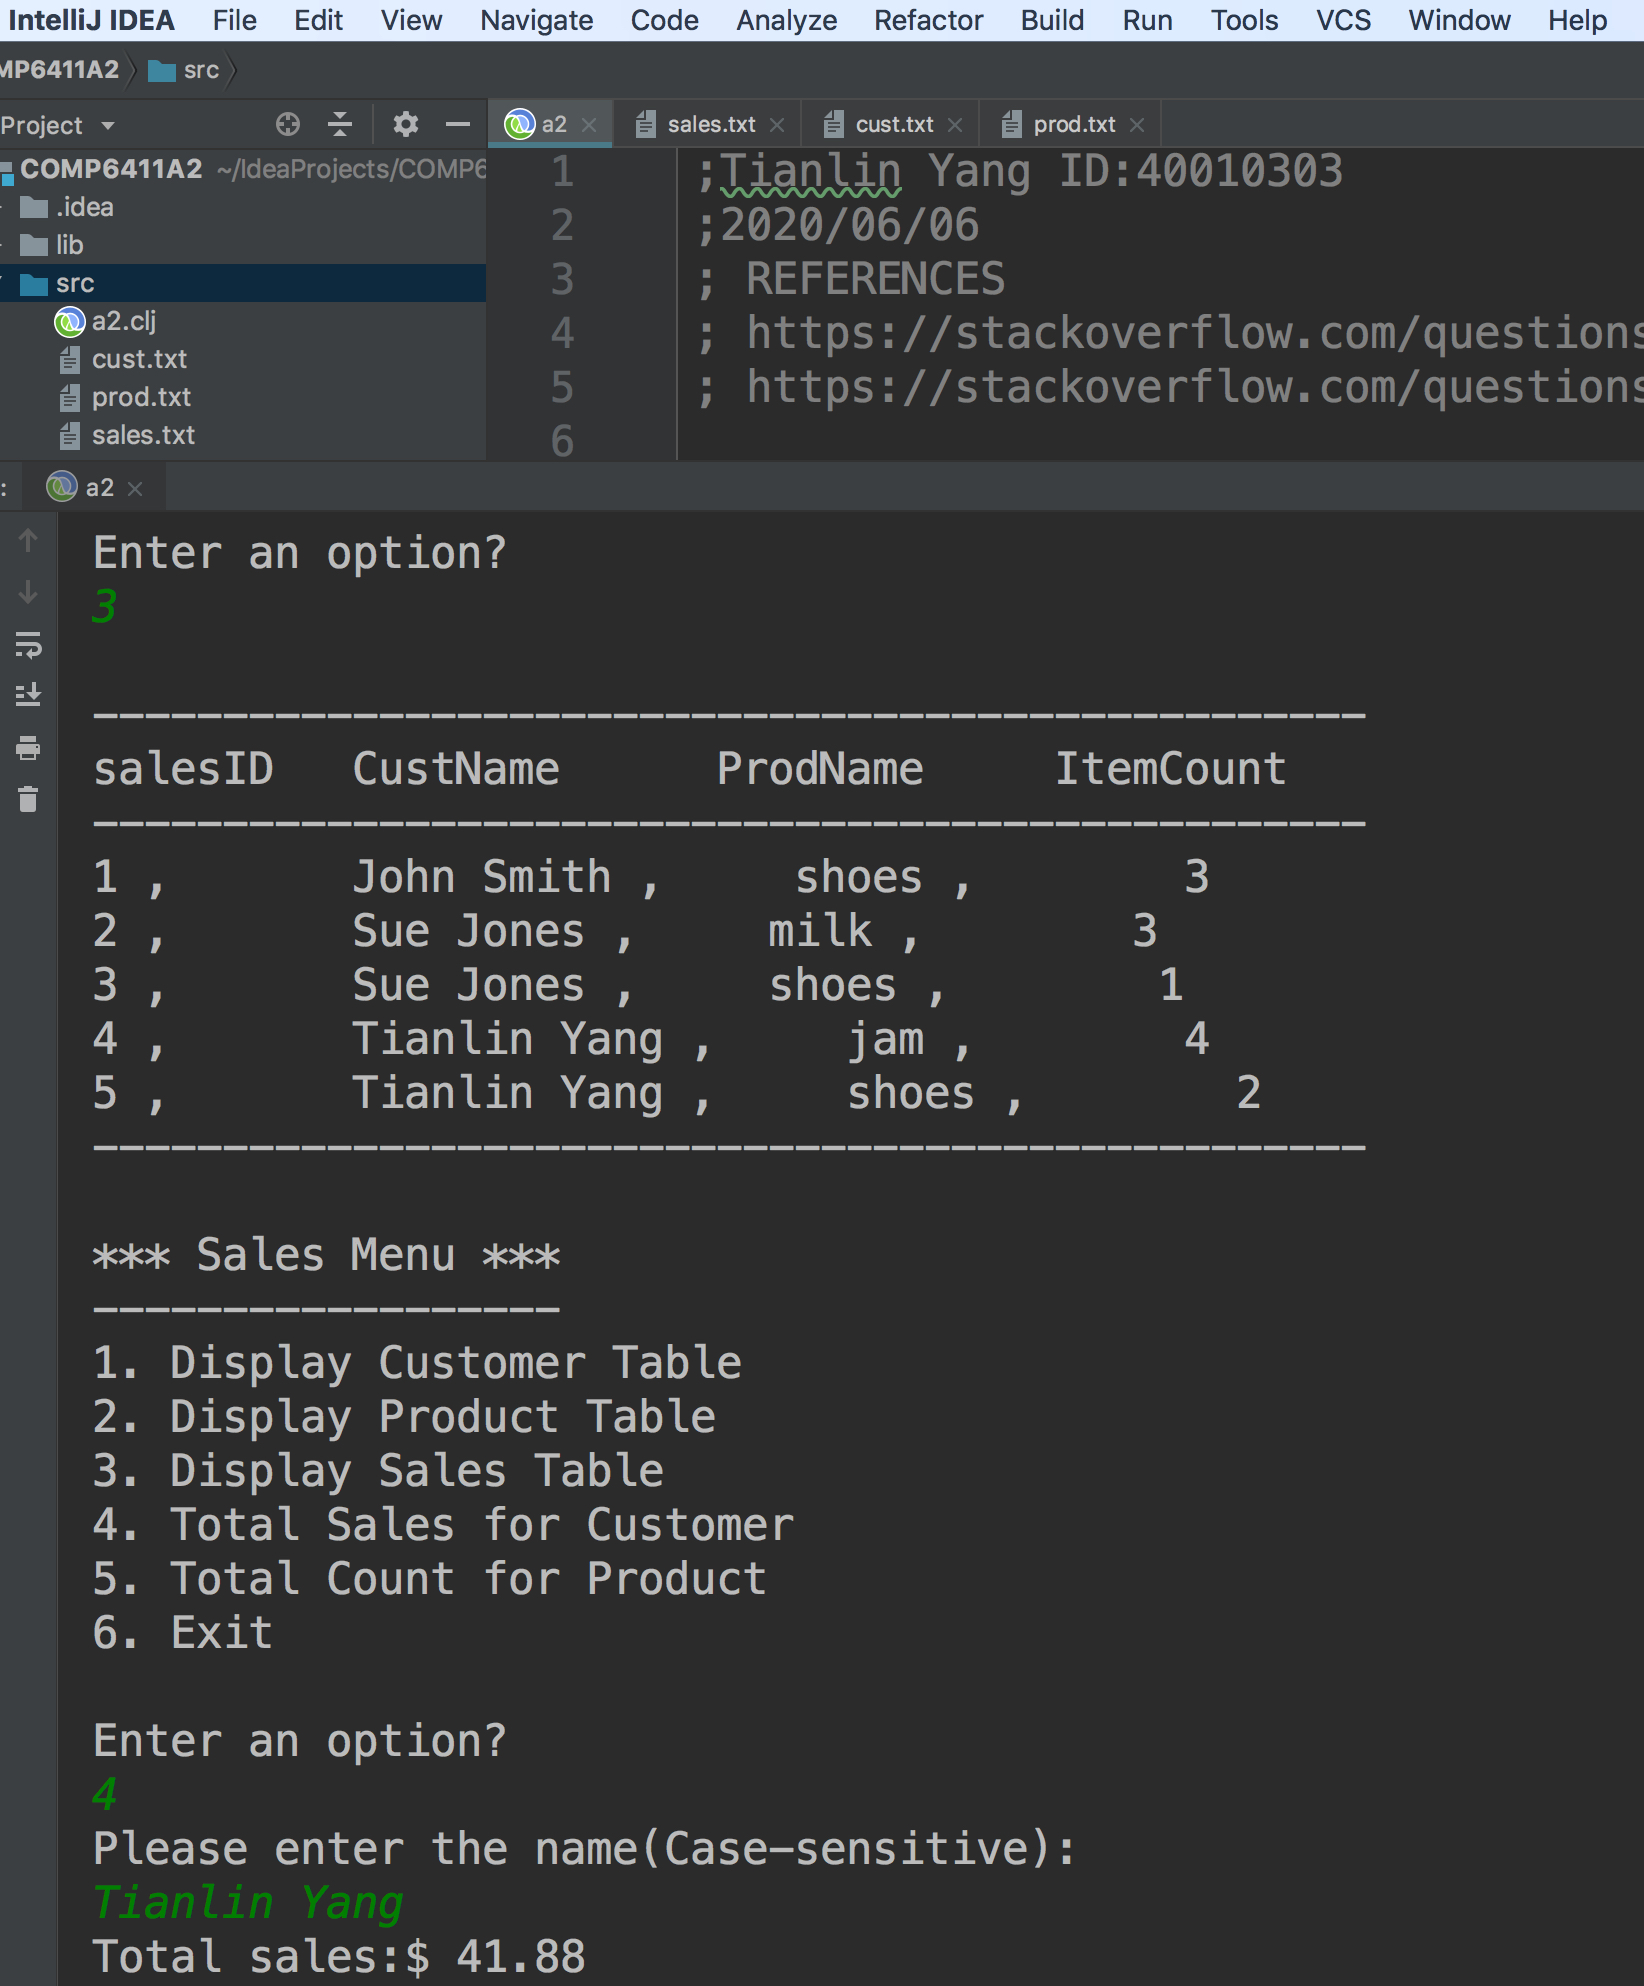 IntelliJ IDEA File Edit View Navigate Code Analyze Refactor Build Run Tools VCS Window Help
MP6411A2 src
Project
a2 sales.txt cust.txt prod.txt
COMP6411A2 ~/IdeaProjects/COMP6
.idea
lib
src
a2.clj
cust.txt
prod.txt
sales.txt
1 ;Tianlin Yang ID:40010303
2 ;2020/06/06
3 ; REFERENCES
4 ; https://stackoverflow.com/questions
5 ; https://stackoverflow.com/questions
6
: a2
Enter an option?
3
-------------------------------------------------
salesID CustName ProdName ItemCount
-------------------------------------------------
1 , John Smith , shoes , 3
2 , Sue Jones , milk , 3
3 , Sue Jones , shoes , 1
4 , Tianlin Yang , jam , 4
5 , Tianlin Yang , shoes , 2
-------------------------------------------------
*** Sales Menu ***
------------------
1. Display Customer Table
2. Display Product Table
3. Display Sales Table
4. Total Sales for Customer
5. Total Count for Product
6. Exit
Enter an option?
4
Please enter the name(Case-sensitive):
Tianlin Yang
Total sales:$ 41.88